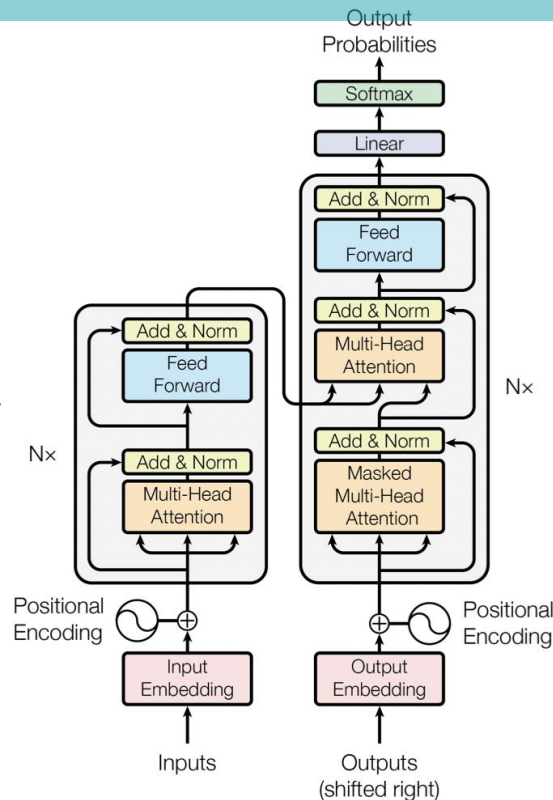 Output
Probabilities
Softmax
Linear
Add & Norm
Feed
Forward
Add & Norm
Multi-Head
Attention
Add & Norm
Masked
Multi-Head
Attention
N×
Add & Norm
Feed
Forward
Add & Norm
Multi-Head
Attention
N×
Positional
Encoding
Positional
Encoding
Input
Embedding
Output
Embedding
Inputs
Outputs
(shifted right)